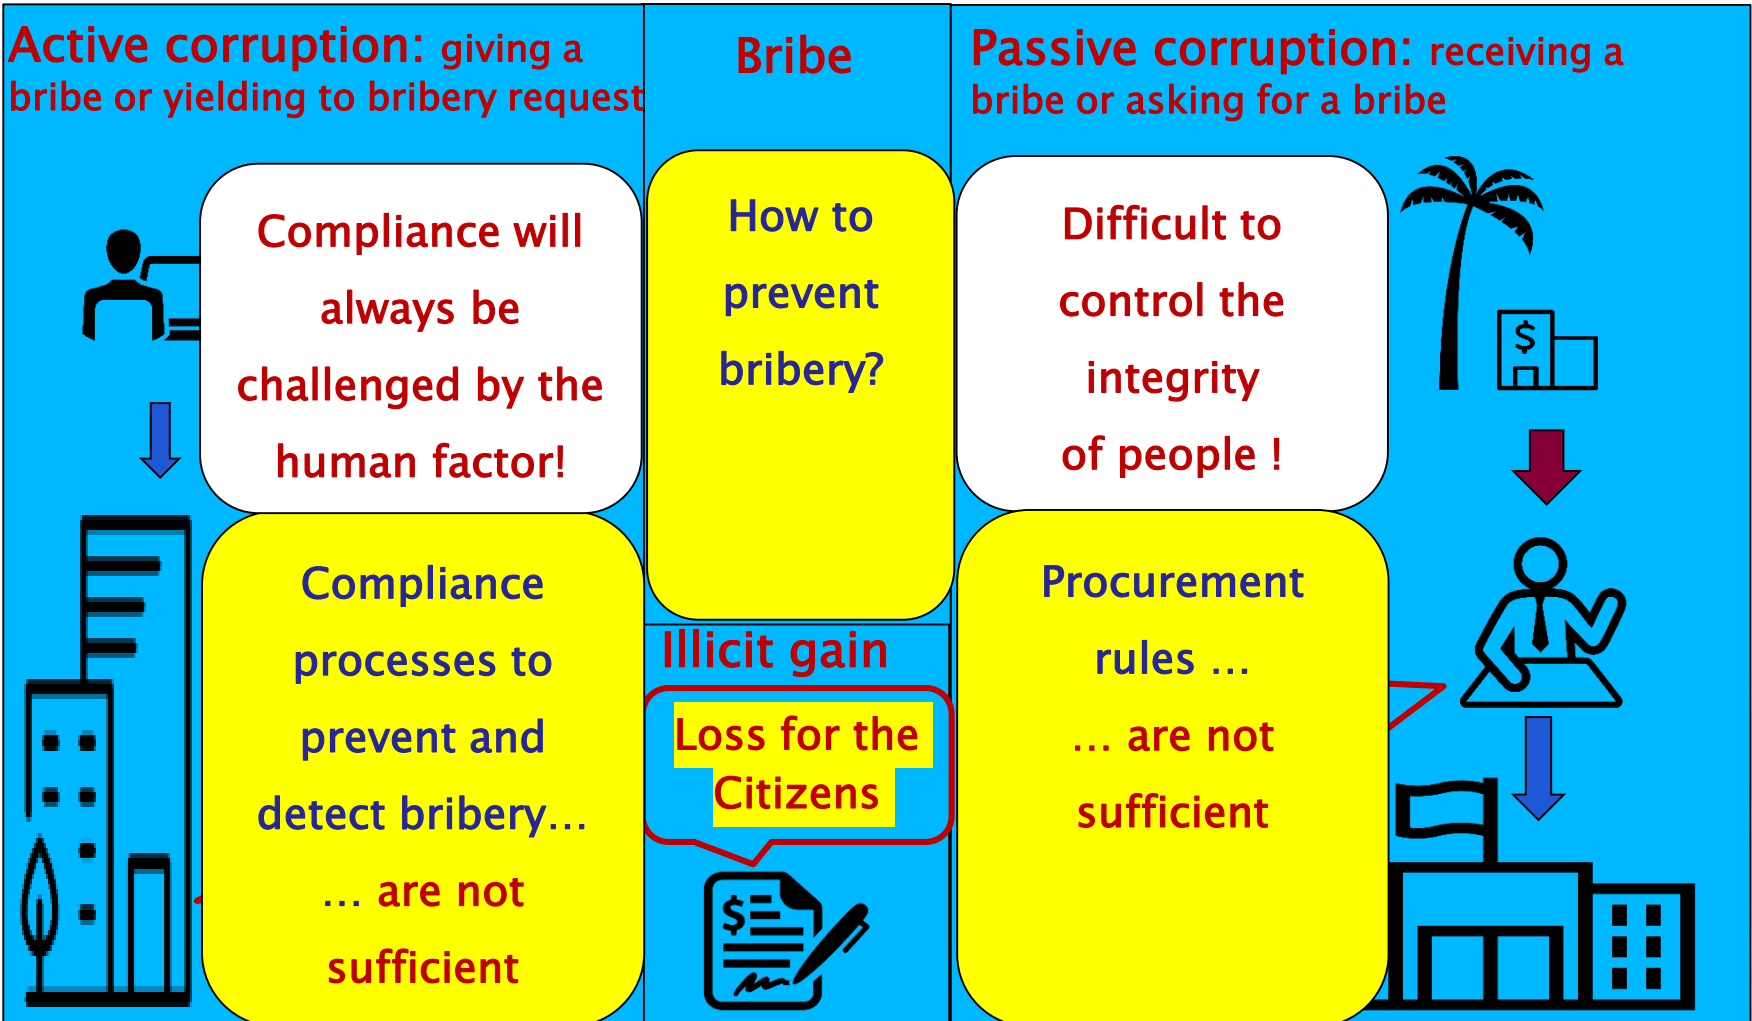 Active corruption: giving a
bribe or yielding to bribery request
Compliance will
always be
challenged by the
human factor!
Compliance
processes to
prevent and
detect bribery…
… are not
sufficient
Bribe
How to
prevent
bribery?
Illicit gain
Loss for the
Citizens
$
Passive corruption: receiving a
bribe or asking for a bribe
Difficult to
control the
integrity
of people !
$
Procurement
rules …
… are not
sufficient